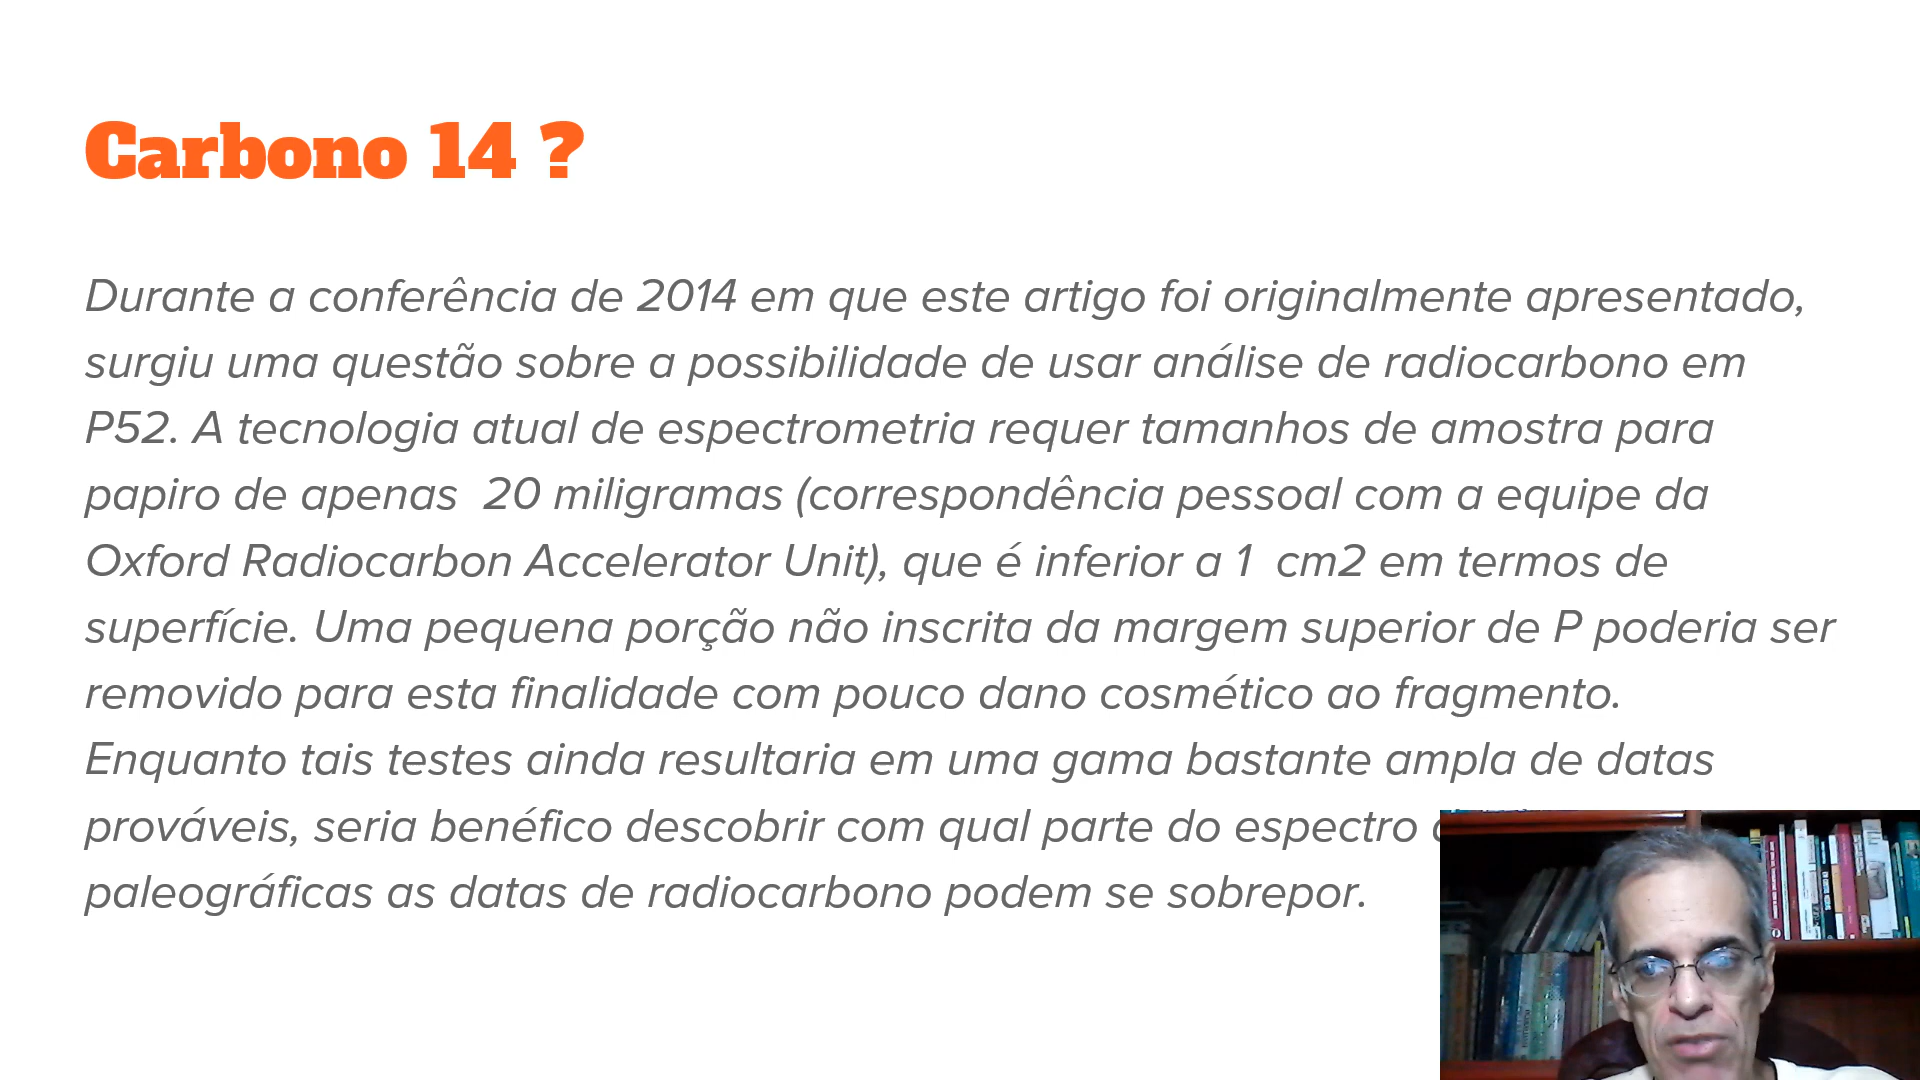 Carbono 14 ?
Durante a conferência de 2014 em que este artigo foi originalmente apresentado,
surgiu uma questão sobre a possibilidade de usar análise de radiocarbono em
P52. A tecnologia atual de espectrometria requer tamanhos de amostra para
papiro de apenas  20 miligramas (correspondência pessoal com a equipe da
Oxford Radiocarbon Accelerator Unit), que é inferior a 1  cm2 em termos de
superfície. Uma pequena porção não inscrita da margem superior de P poderia ser
removido para esta finalidade com pouco dano cosmético ao fragmento.
Enquanto tais testes ainda resultaria em uma gama bastante ampla de datas
prováveis, seria benéfico descobrir com qual parte do espectro
paleográficas as datas de radiocarbono podem se sobrepor.